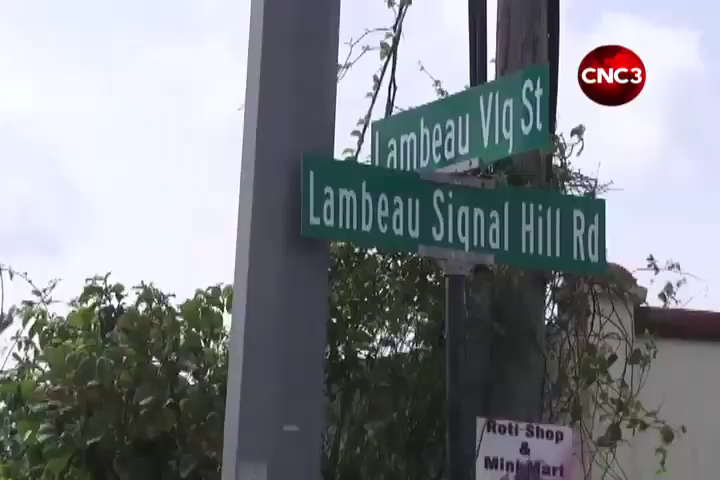 CNC3
Lambeau Vlg St
Lambeau Signal Hill Rd
Roti-Shop
&
Mini Mart